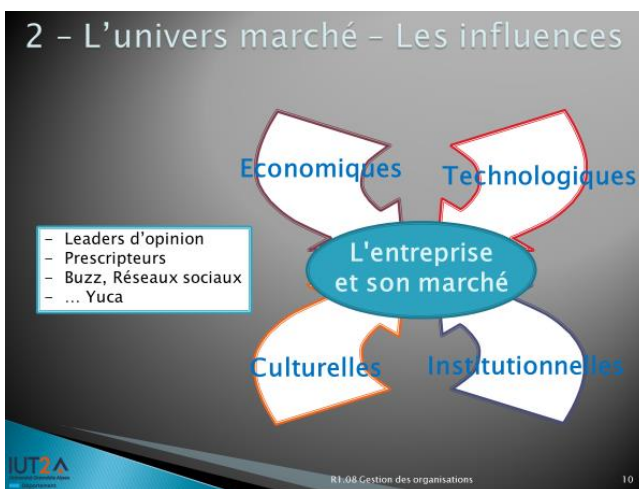 2 – L'univers marché – Les influences
Economiques
Technologiques
- Leaders d'opinion
- Prescripteurs
- Buzz, Réseaux sociaux
- ... Yuca
L'entreprise
et son marché
Culturelles
Institutionnelles
IUT2
R1.08 Gestion des organisations
10